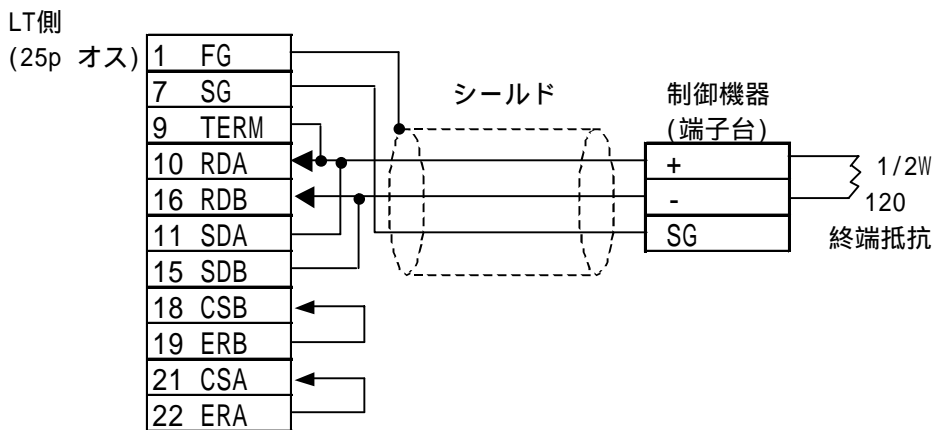 LT側
(25p オス)
1 FG
7 SG
9 TERM
10 RDA
16 RDB
11 SDA
15 SDB
18 CSB
19 ERB
21 CSA
22 ERA
シールド
制御機器
(端子台)
+
-
SG
1/2W
120
終端抵抗